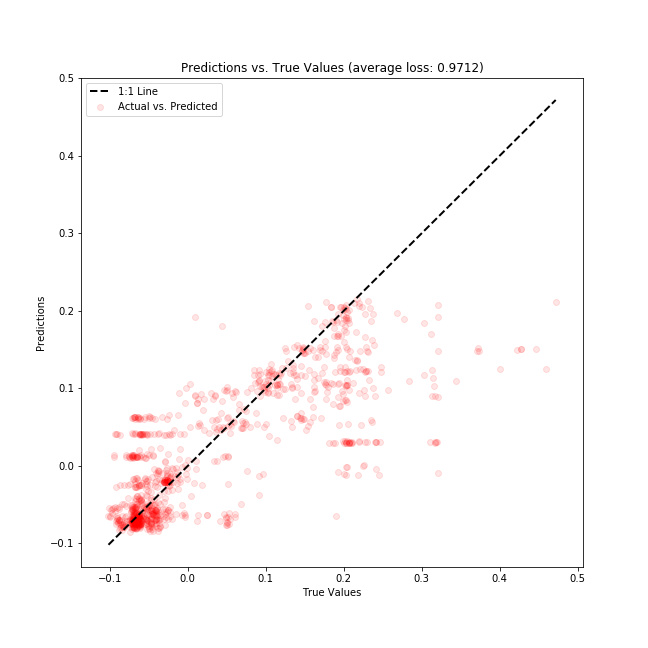 Predictions vs. True Values (average loss: 0.9712)
1:1 Line
Actual vs. Predicted
0.5
0.4
0.3
0.2
0.1
0.0
−0.1
Predictions
−0.1 0.0 0.1 0.2 0.3 0.4 0.5
True Values